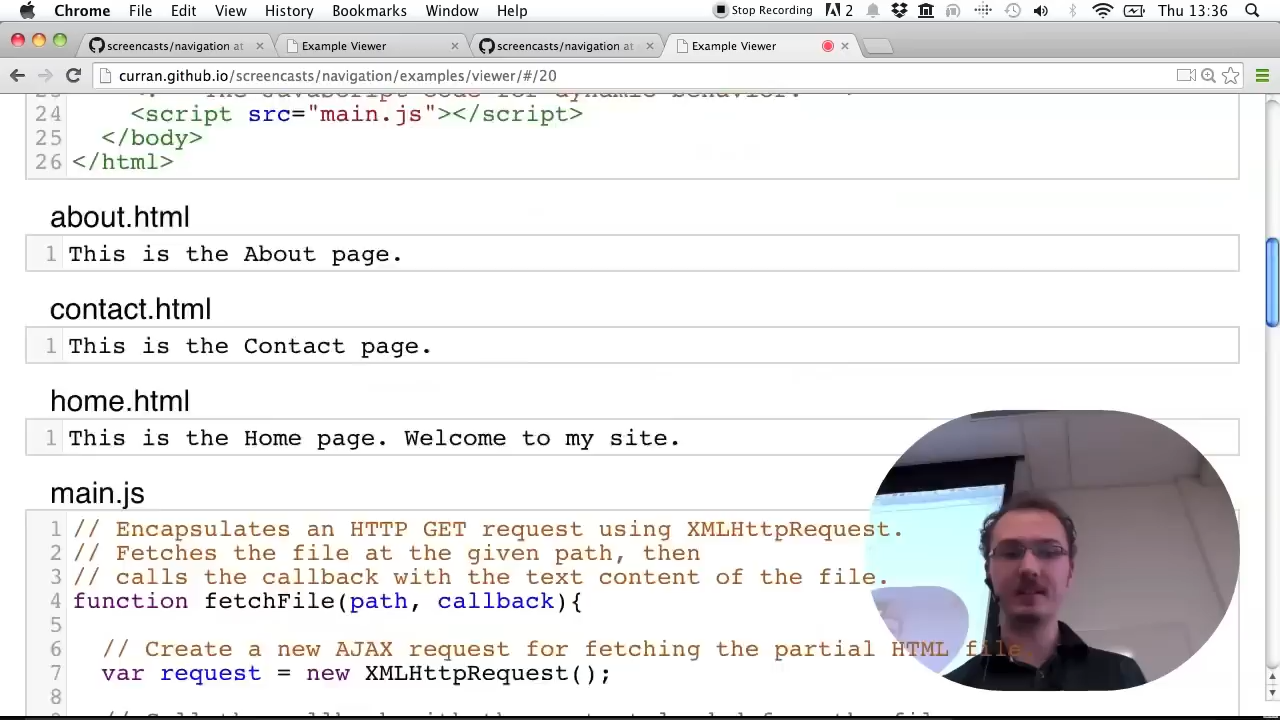 Chrome File Edit View History Bookmarks Window Help Stop Recording 2 Thu 13:36
screencasts/navigation at Example Viewer screencasts/navigation at Example Viewer
curran.github.io/screencasts/navigation/examples/viewer/#/20
24 <script src="main.js"></script>
25 </body>
26 </html>
about.html
1 This is the About page.
contact.html
1 This is the Contact page.
home.html
1 This is the Home page. Welcome to my site.
main.js
1 // Encapsulates an HTTP GET request using XMLHttpRequest.
2 // Fetches the file at the given path, then
3 // calls the callback with the text content of the file.
4 function fetchFile(path, callback){
5
6 // Create a new AJAX request for fetching the partial HTML file.
7 var request = new XMLHttpRequest();
8